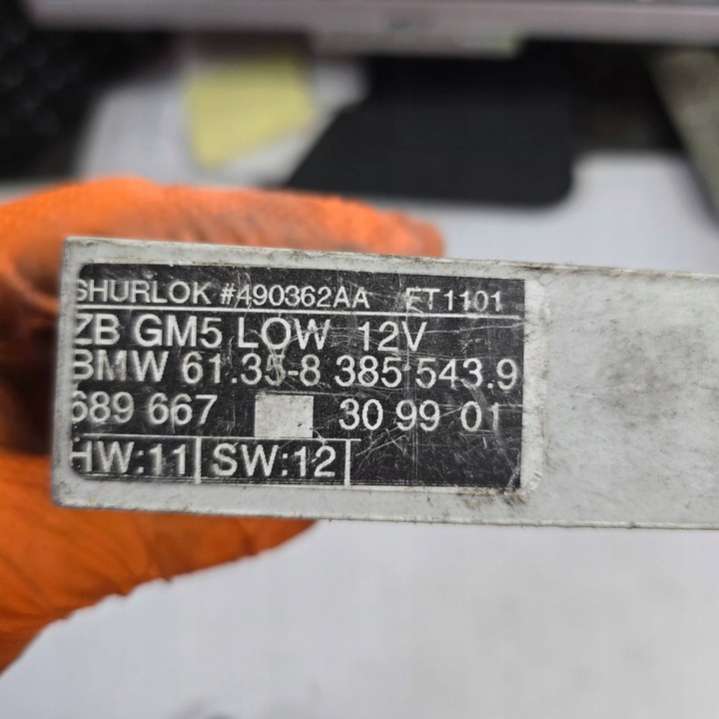 SHURLOK #490362AA ET1101
ZB GM5 LOW 12V
BMW 61.35-8 385 543.9
689 667 30 99 01
HW:11 SW:12